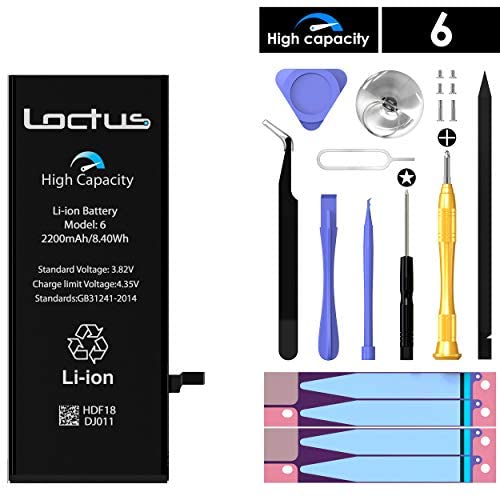 High capacity
6
Loctus
High Capacity
Li-ion Battery
Model: 6
2200mAh/8.40Wh
Standard Voltage: 3.82V
Charge limit Voltage:4.35V
Standards:GB31241-2014
Li-ion
HDF18
DJ011